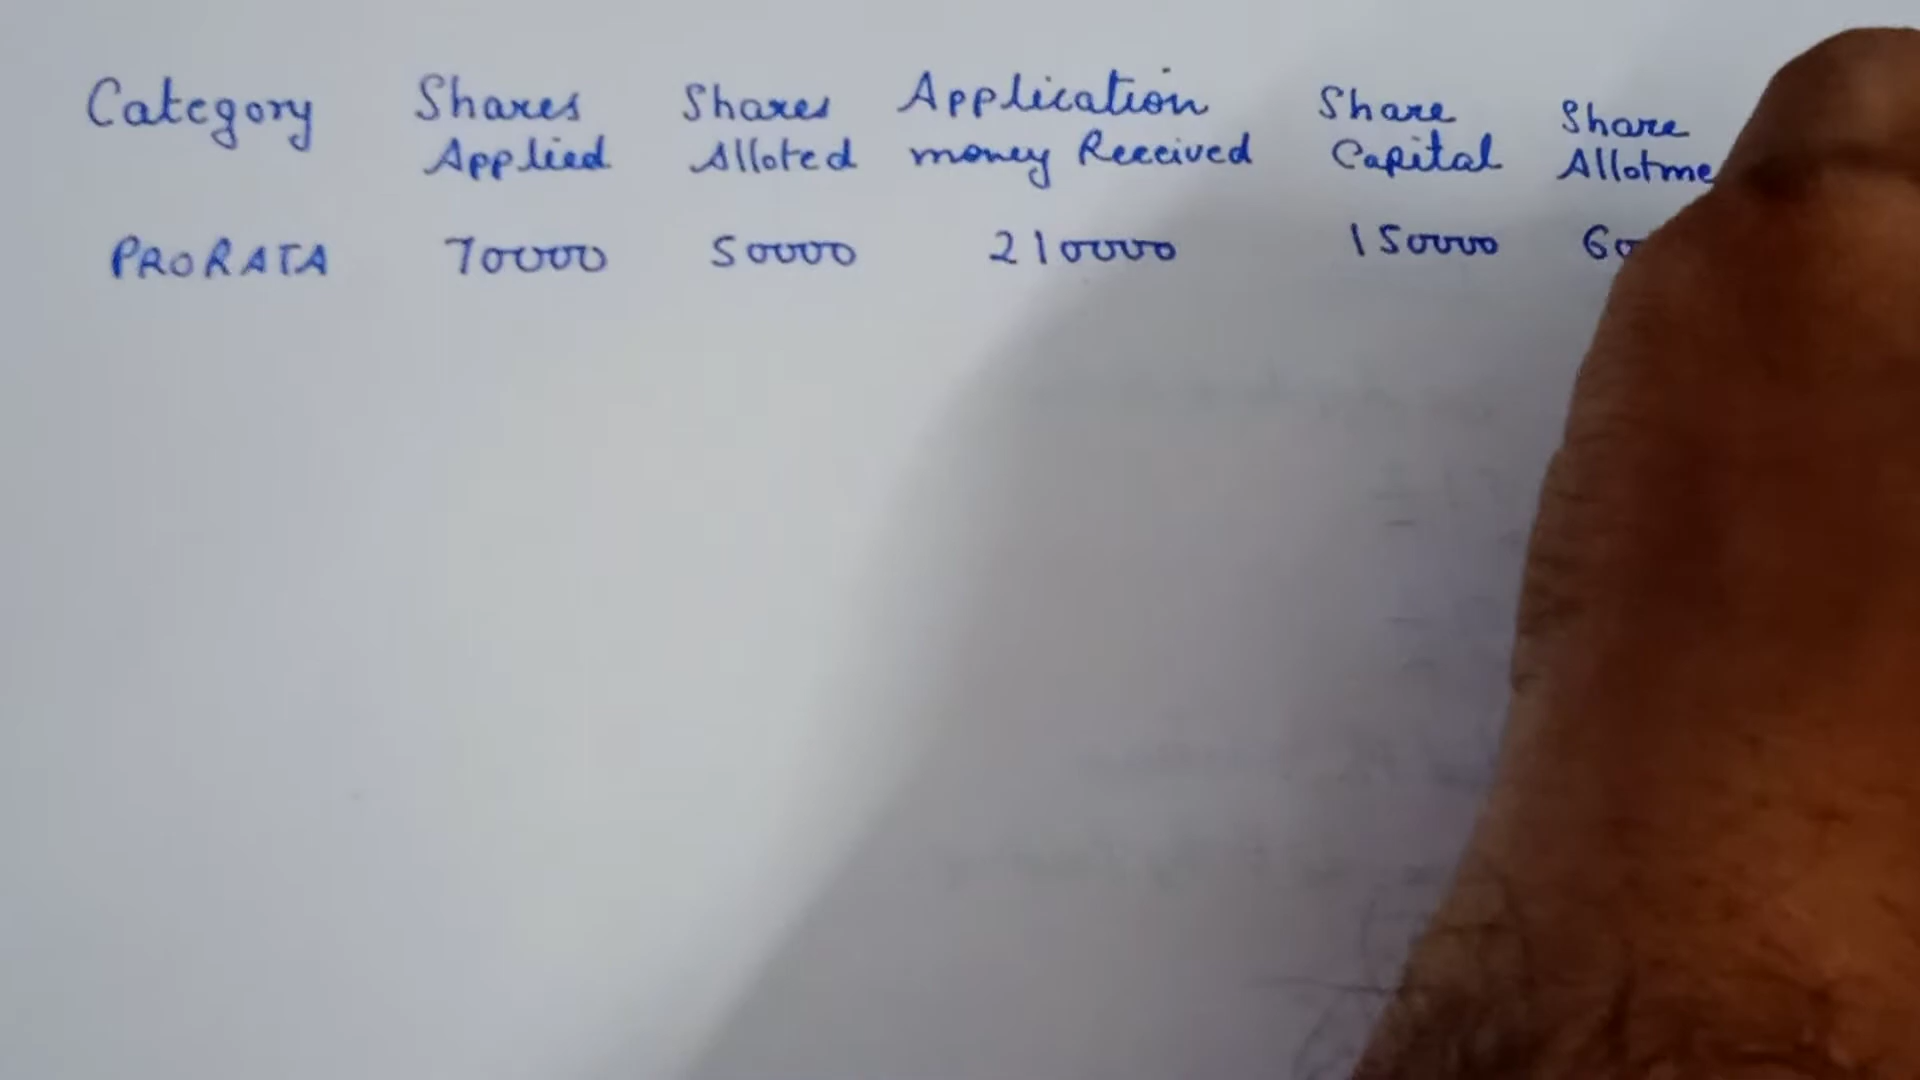 Category Shares Applied Shares Alloted Application money Received Share Capital Share
PRORATA 70000 50000 210000 150000